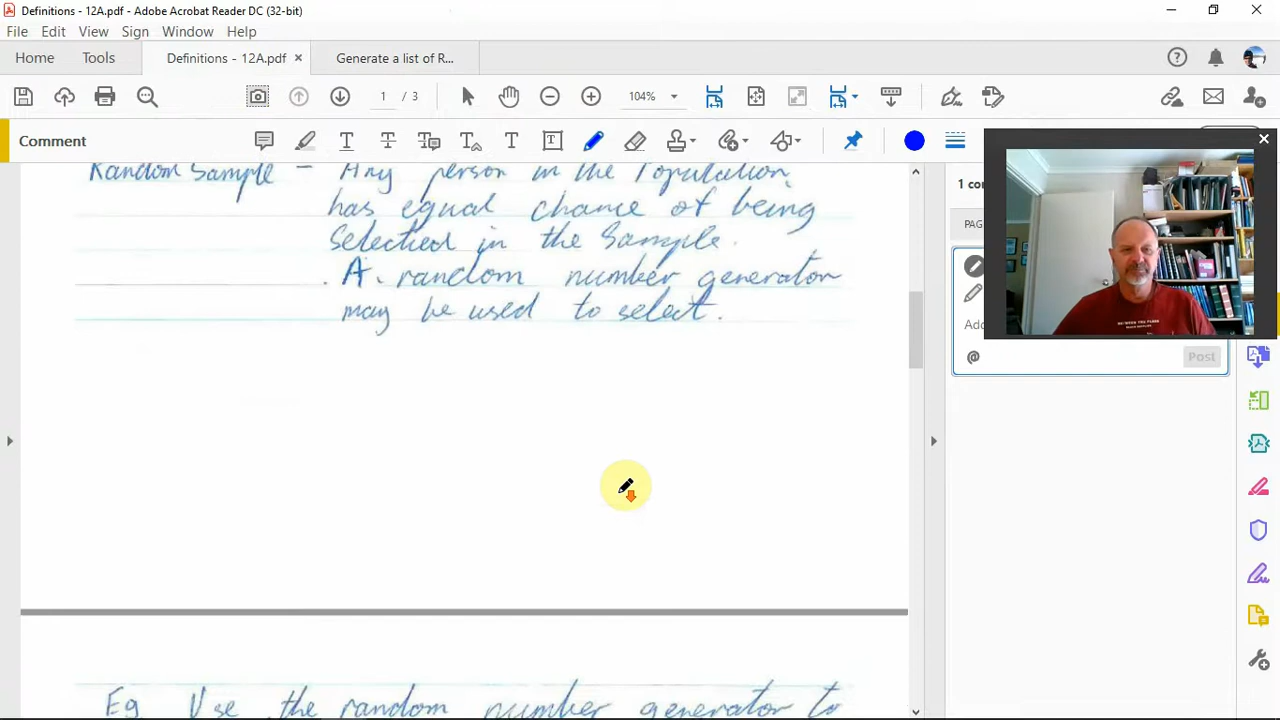 Definitions - 12A.pdf - Adobe Acrobat Reader DC (32-bit)
File Edit View Sign Window Help
Home Tools Definitions - 12A.pdf × Generate a list of R...
1 / 3 104%
Comment
Random Sample - Any person in the Population
has equal chance of being
selected in the Sample.
. A. random number generator
may be used to select.
Eg Use the random number generator to
1 co
PAG
Add
@ Post